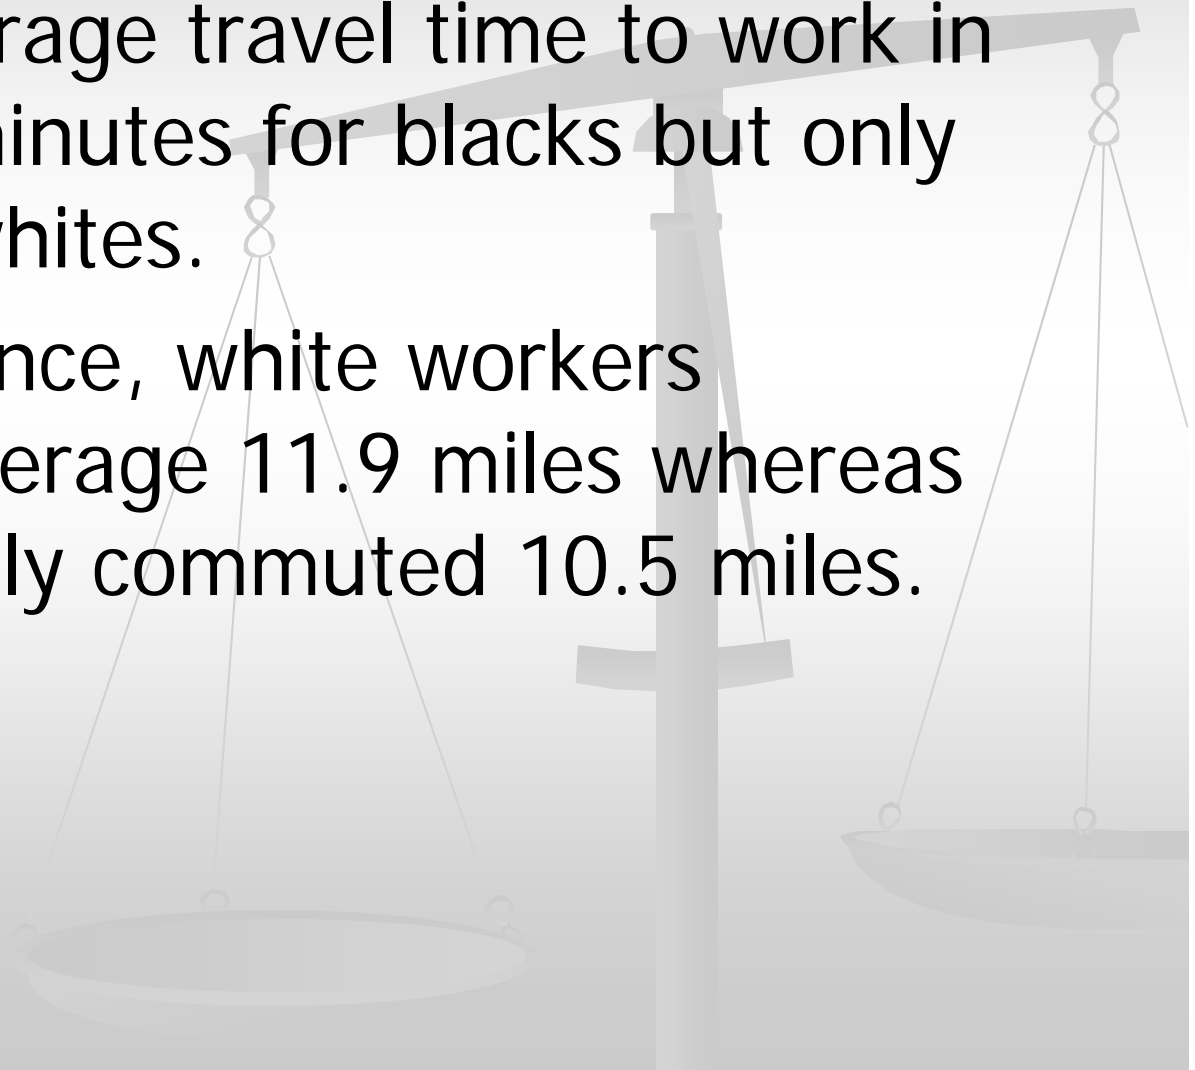 rage travel time to work in
inutes for blacks but only
hites.
nce, white workers
erage 11.9 miles whereas
ly commuted 10.5 miles.